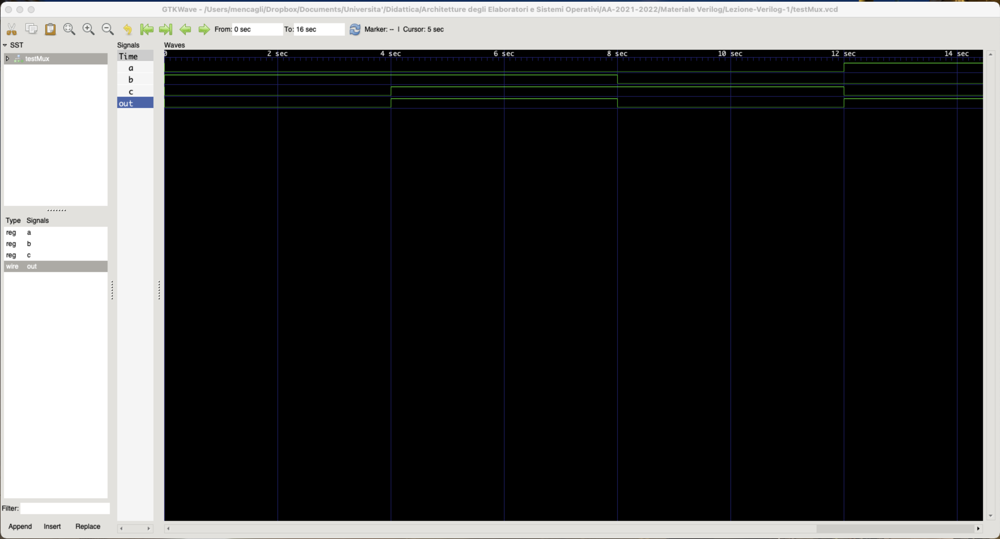 GTKWave - /Users/mencagli/Dropbox/Documents/Universita'/Didattica/Architetture degli Elaboratori e Sistemi Operativi/AA-2021-2022/Materiale Verilog/Lezione-Verilog-1/testMux.vcd
From: 0 sec To: 16 sec Marker: -- | Cursor: 5 sec
SST
testMux
Type Signals
reg a
reg b
reg c
wire out
Filter:
Append Insert Replace
Signals
Time
a
b
c
out
Waves
0 2 sec 4 sec 6 sec 8 sec 10 sec 12 sec 14 sec